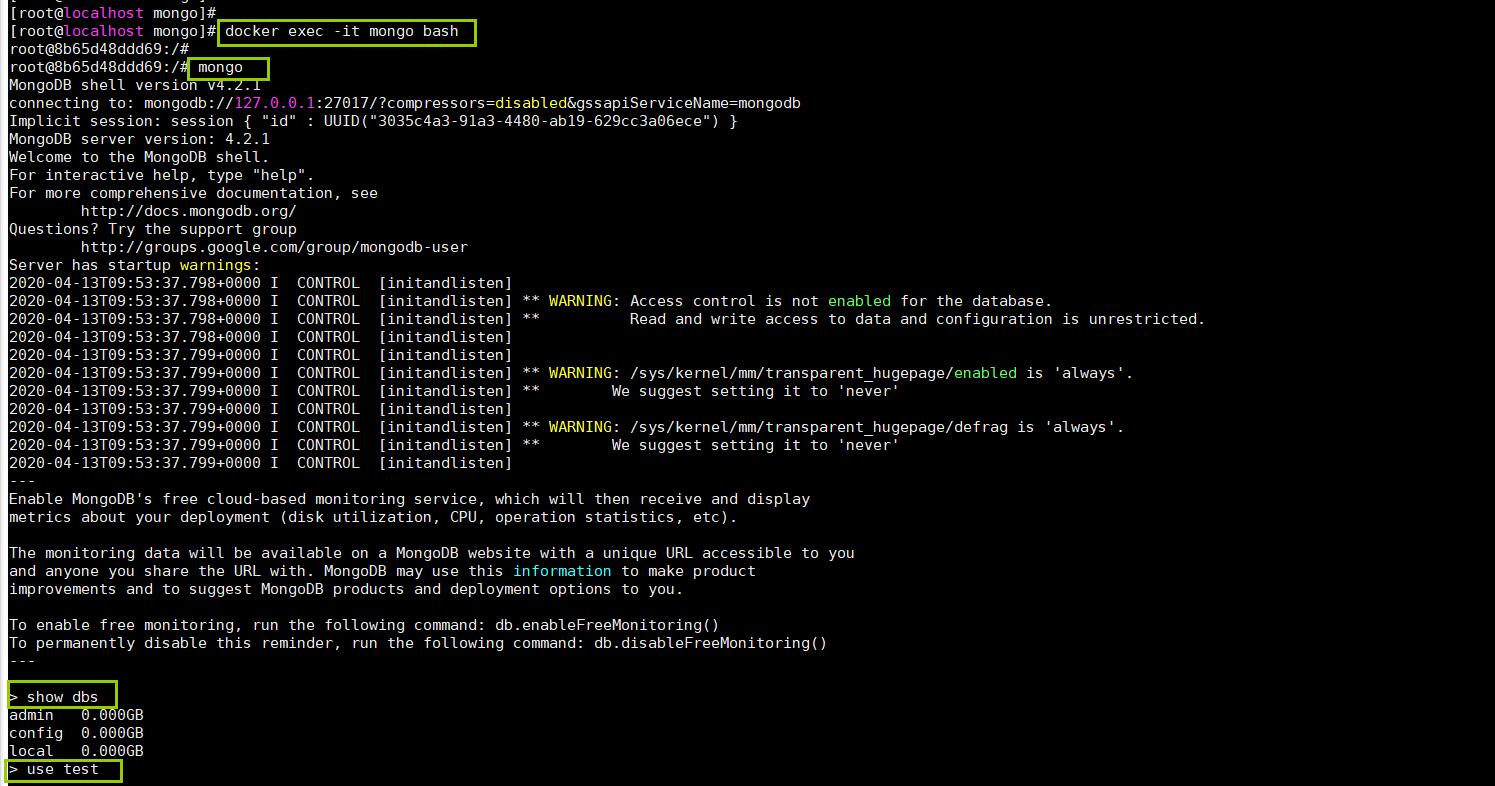 [root@localhost mongo]#
[root@localhost mongo]# docker exec -it mongo bash
root@8b65d48ddd69:/#
root@8b65d48ddd69:/# mongo
MongoDB shell version v4.2.1
connecting to: mongodb://127.0.0.1:27017/?compressors=disabled&gssapiServiceName=mongodb
Implicit session: session { "id" : UUID("3035c4a3-91a3-4480-ab19-629cc3a06ece") }
MongoDB server version: 4.2.1
Welcome to the MongoDB shell.
For interactive help, type "help".
For more comprehensive documentation, see
        http://docs.mongodb.org/
Questions? Try the support group
        http://groups.google.com/group/mongodb-user
Server has startup warnings:
2020-04-13T09:53:37.798+0000 I  CONTROL  [initandlisten]
2020-04-13T09:53:37.798+0000 I  CONTROL  [initandlisten] ** WARNING: Access control is not enabled for the database.
2020-04-13T09:53:37.798+0000 I  CONTROL  [initandlisten] **          Read and write access to data and configuration is unrestricted.
2020-04-13T09:53:37.798+0000 I  CONTROL  [initandlisten]
2020-04-13T09:53:37.799+0000 I  CONTROL  [initandlisten]
2020-04-13T09:53:37.799+0000 I  CONTROL  [initandlisten] ** WARNING: /sys/kernel/mm/transparent_hugepage/enabled is 'always'.
2020-04-13T09:53:37.799+0000 I  CONTROL  [initandlisten] **        We suggest setting it to 'never'
2020-04-13T09:53:37.799+0000 I  CONTROL  [initandlisten]
2020-04-13T09:53:37.799+0000 I  CONTROL  [initandlisten] ** WARNING: /sys/kernel/mm/transparent_hugepage/defrag is 'always'.
2020-04-13T09:53:37.799+0000 I  CONTROL  [initandlisten] **        We suggest setting it to 'never'
2020-04-13T09:53:37.799+0000 I  CONTROL  [initandlisten]
---
Enable MongoDB's free cloud-based monitoring service, which will then receive and display
metrics about your deployment (disk utilization, CPU, operation statistics, etc).

The monitoring data will be available on a MongoDB website with a unique URL accessible to you
and anyone you share the URL with. MongoDB may use this information to make product
improvements and to suggest MongoDB products and deployment options to you.

To enable free monitoring, run the following command: db.enableFreeMonitoring()
To permanently disable this reminder, run the following command: db.disableFreeMonitoring()
---

> show dbs
admin   0.000GB
config  0.000GB
local   0.000GB
> use test